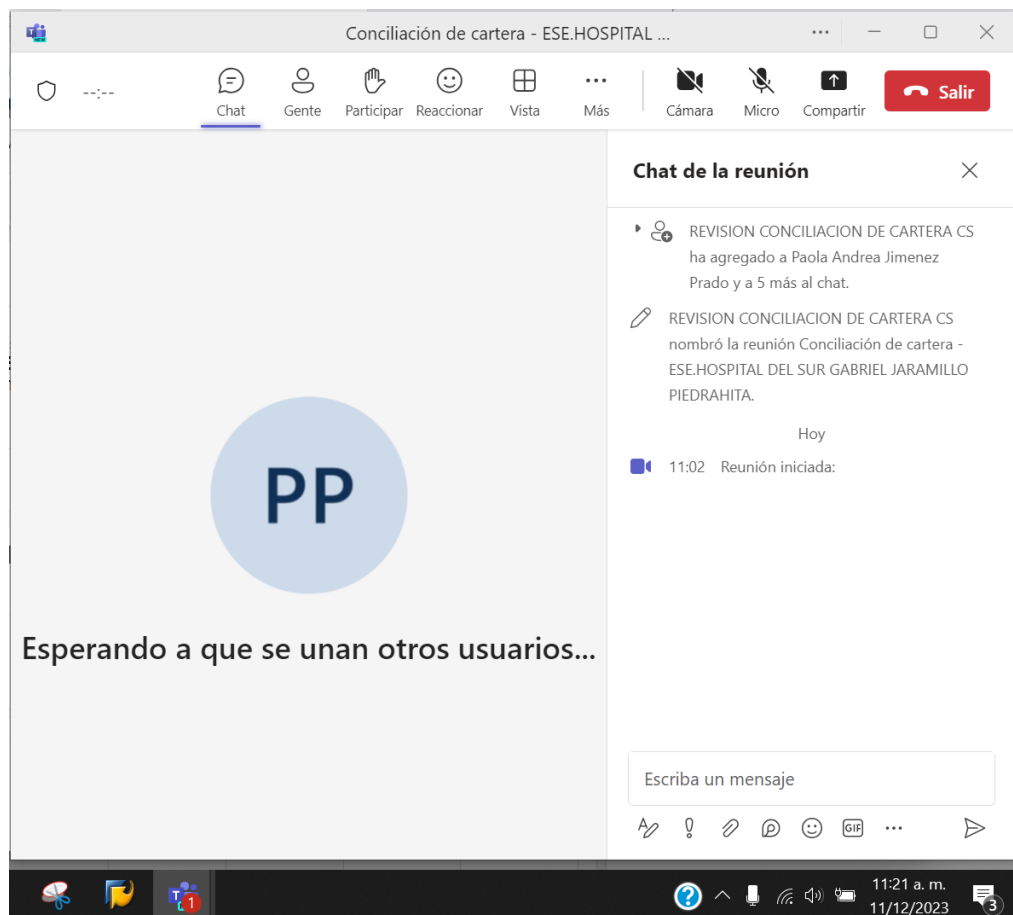 Conciliación de cartera - ESE.HOSPITAL ...
--:--
Chat
Gente
Participar
Reaccionar
Vista
Más
Cámara
Micro
Compartir
Salir
Chat de la reunión
REVISION CONCILIACION DE CARTERA CS
ha agregado a Paola Andrea Jimenez
Prado y a 5 más al chat.
REVISION CONCILIACION DE CARTERA CS
nombró la reunión Conciliación de cartera -
ESE.HOSPITAL DEL SUR GABRIEL JARAMILLO
PIEDRAHITA.
Hoy
11:02 Reunión iniciada:
PP
Esperando a que se unan otros usuarios...
Escriba un mensaje
GIF
11:21 a. m.
11/12/2023
1
3